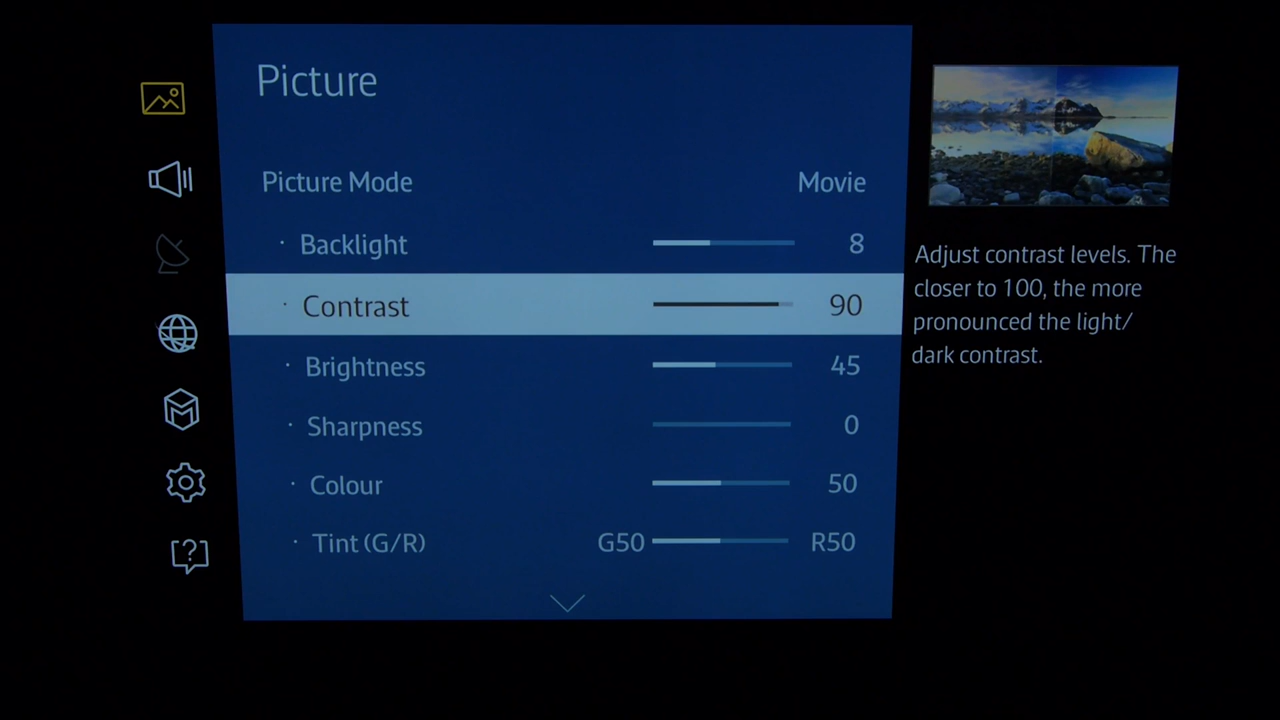 Picture
Picture Mode Movie
· Backlight 8
· Contrast 90
· Brightness 45
· Sharpness 0
· Colour 50
· Tint (G/R) G50 R50
Adjust contrast levels. The
closer to 100, the more
pronounced the light/
dark contrast.